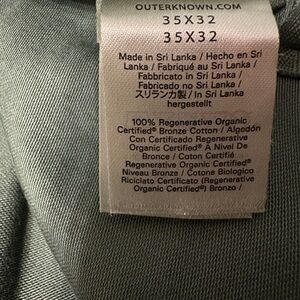 OUTERKNOWN.COM
35X32
35X32
Made in Sri Lanka / Hecho en Sri
Lanka / Fabriqué au Sri Lanka /
Fabbricato in Sri Lanka /
Fabricado no Sri Lanka /
スリランカ製 / In Sri Lanka
hergestellt
100% Regenerative Organic
Certified® Bronze Cotton / Algodón
Con Certificado Regenerative
Organic Certified® A Nivel De
Bronce / Coton Certifié
Regenerative Organic Certified®
Niveau Bronze / Cotone Biologico
Riciclato Certificato (Regenerative
Organic Certified®) Bronzo /